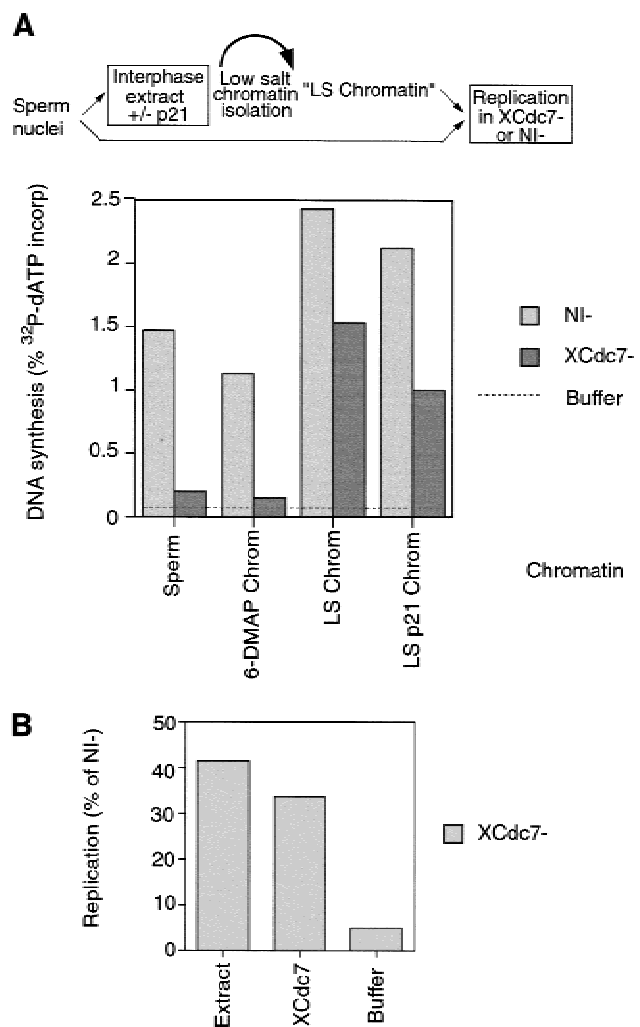 A
Sperm
nuclei
Interphase
extract
+/- p21
Low salt
chromatin
isolation
"LS Chromatin"
Replication
in XCdc7-
or NI-
DNA synthesis (% 32P-dATP incorp)
2.5
2
1.5
1
0.5
0
NI-
XCdc7-
Buffer
Sperm
6-DMAP Chrom
LS Chrom
LS p21 Chrom
Chromatin
B
Replication (% of NI-)
50
40
30
20
10
0
XCdc7-
Extract
XCdc7
Buffer